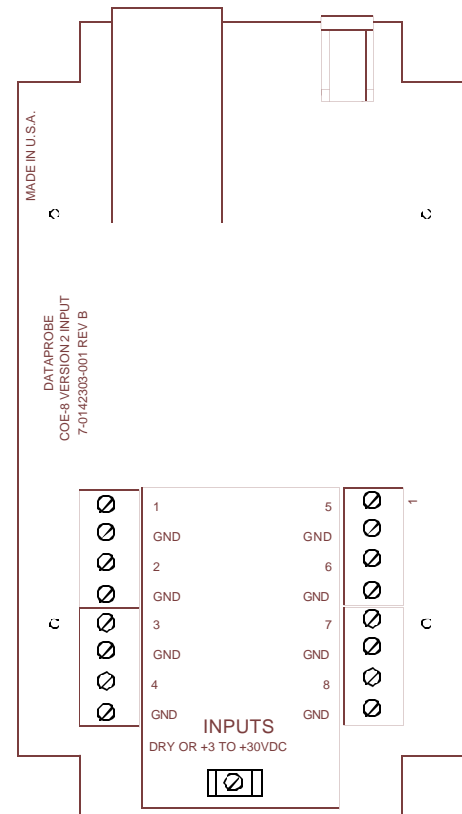 MADE IN U.S.A.
DATAPROBE
COE-8 VERSION 2 INPUT
7-0142303-001 REV B
1
5
1
GND
GND
2
6
GND
GND
3
7
GND
GND
4
8
GND
GND
INPUTS
DRY OR +3 TO +30VDC